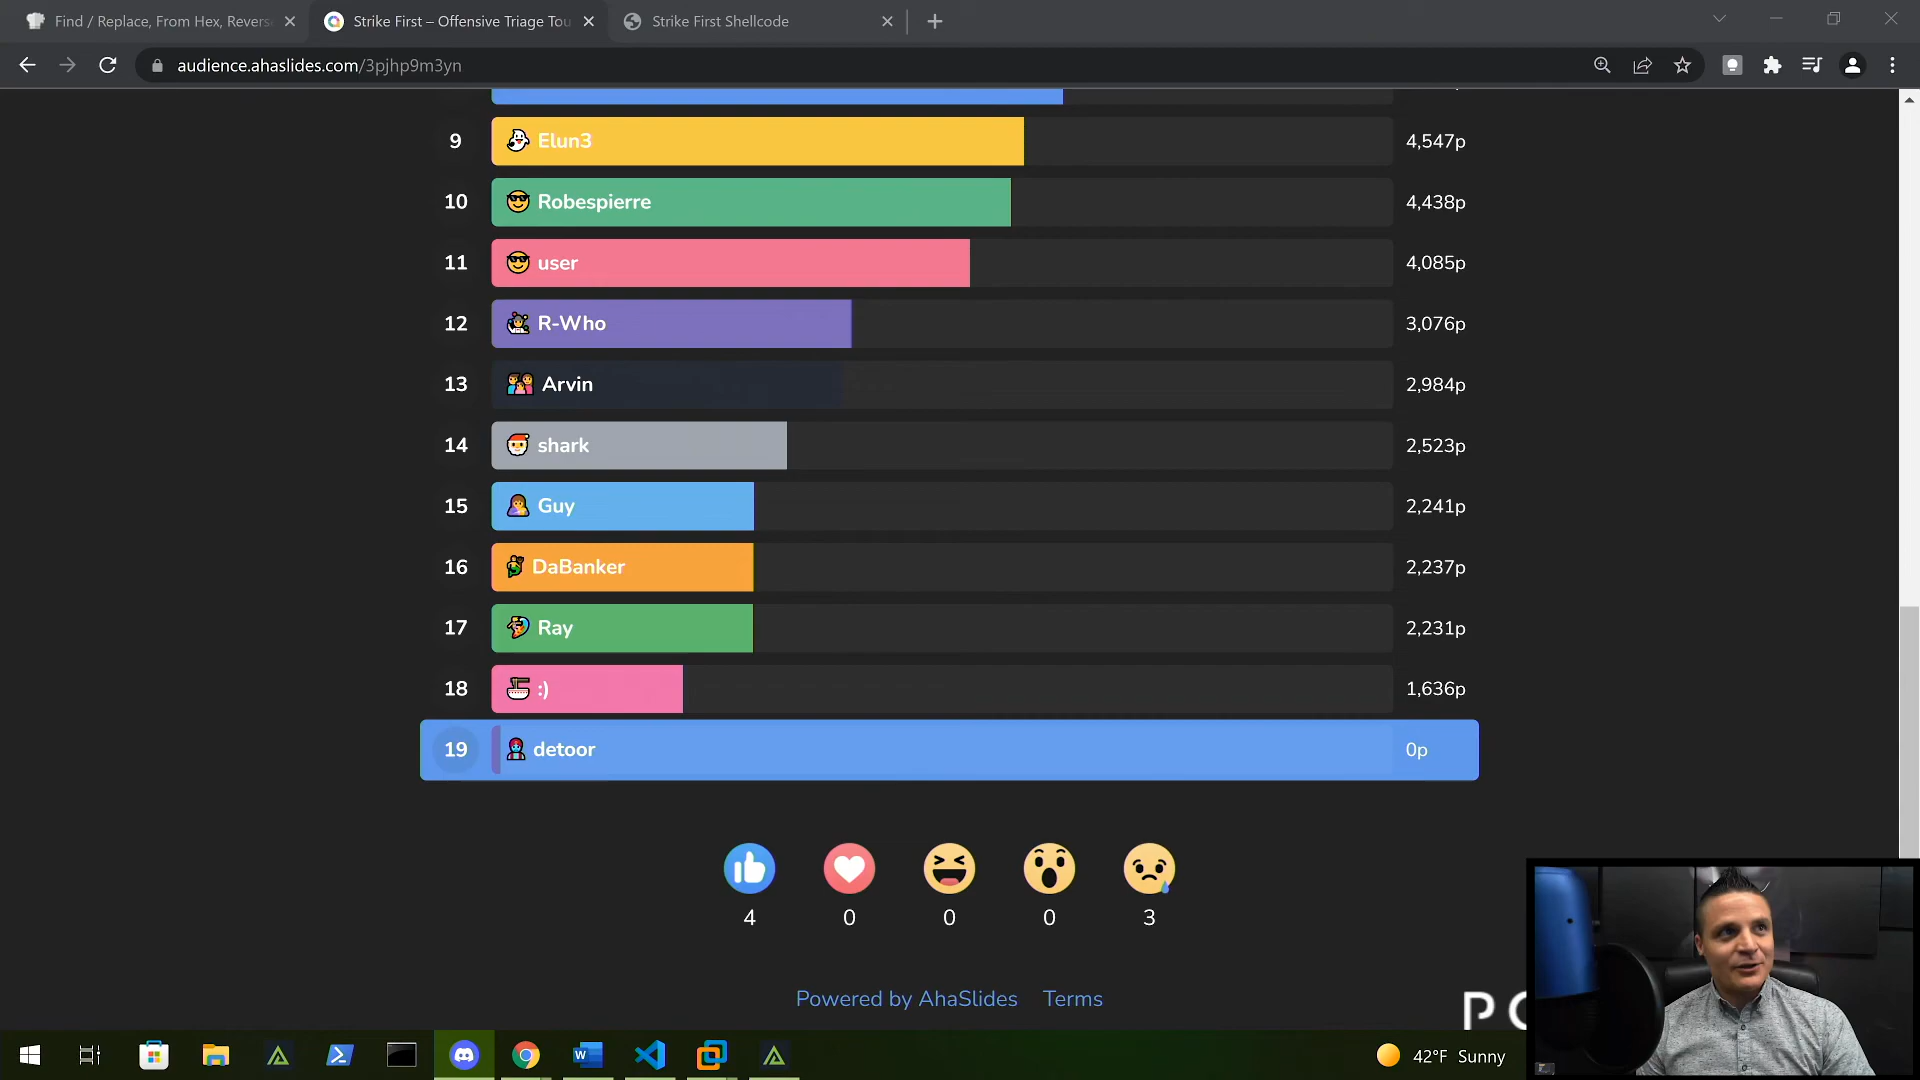 Find / Replace, From Hex, Revers
Strike First – Offensive Triage Tou
Strike First Shellcode
audience.ahaslides.com/3pjhp9m3yn
9 Elun3 4,547p
10 Robespierre 4,438p
11 user 4,085p
12 R-Who 3,076p
13 Arvin 2,984p
14 shark 2,523p
15 Guy 2,241p
16 DaBanker 2,237p
17 Ray 2,231p
18 :) 1,636p
19 detoor 0p
4 0 0 0 3
Powered by AhaSlides Terms
PO
42°F Sunny